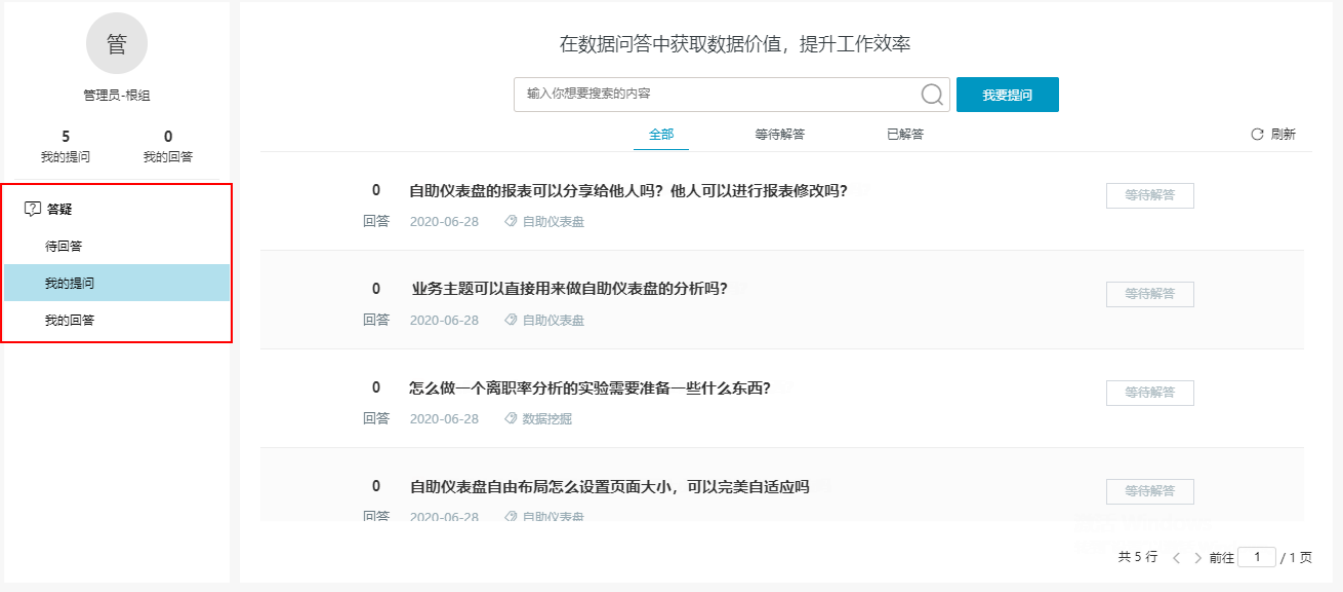 管
管理员-根组
5 0
我的提问 我的回答
答疑
待回答
我的提问
我的回答
在数据问答中获取数据价值，提升工作效率
输入你想要搜索的内容
我要提问
全部 等待解答 已解答 刷新
0 自助仪表盘的报表可以分享给他人吗？他人可以进行报表修改吗？ 等待解答
回答 2020-06-28 自助仪表盘
0 业务主题可以直接用来做自助仪表盘的分析吗？ 等待解答
回答 2020-06-28 自助仪表盘
0 怎么做一个离职率分析的实验需要准备一些什么东西？ 等待解答
回答 2020-06-28 数据挖掘
0 自助仪表盘自由布局怎么设置页面大小，可以完美自适应吗 等待解答
回答 2020-06-28 自助仪表盘
共 5 行 < > 前往 1 / 1 页